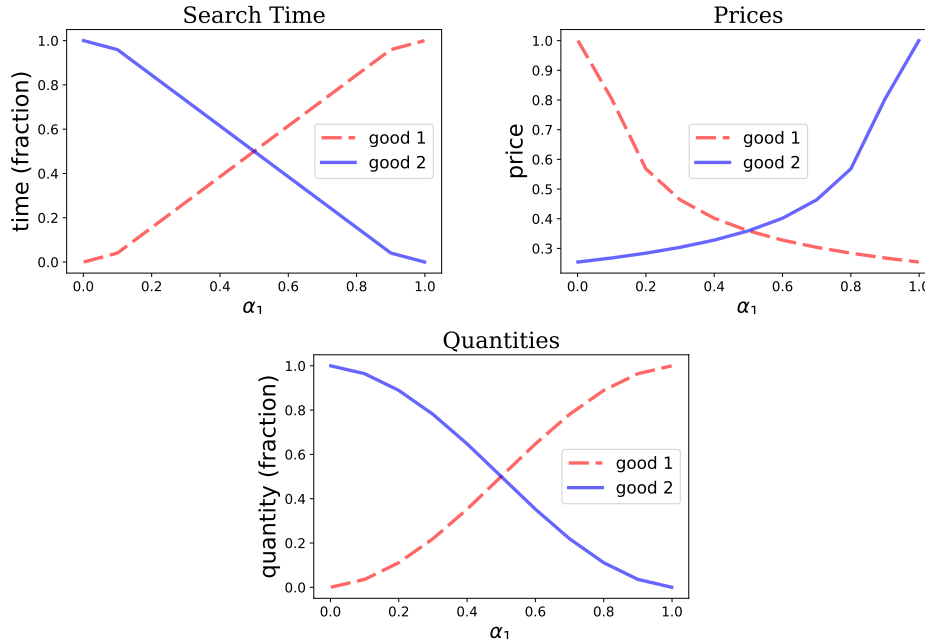 Search Time
time (fraction)
1.0
0.8
0.6
0.4
0.2
0.0
good 1
good 2
0.0 0.2 0.4 0.6 0.8 1.0
α₁
Prices
price
1.0
0.9
0.8
0.7
0.6
0.5
0.4
0.3
good 1
good 2
0.0 0.2 0.4 0.6 0.8 1.0
α₁
Quantities
quantity (fraction)
1.0
0.8
0.6
0.4
0.2
0.0
good 1
good 2
0.0 0.2 0.4 0.6 0.8 1.0
α₁